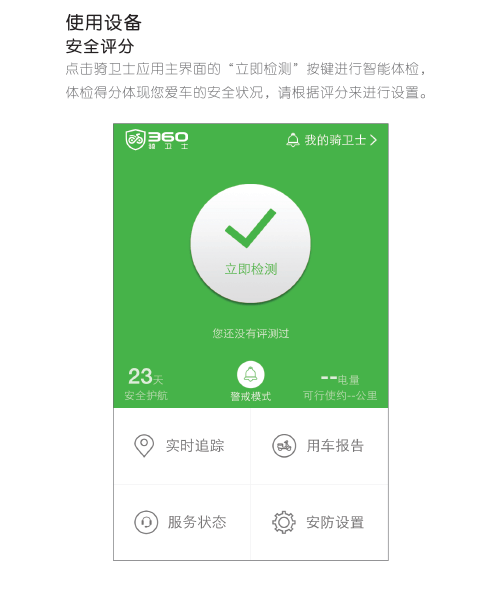 使用设备
安全评分
点击骑卫士应用主界面的“立即检测”按键进行智能体检，
体检得分体现您爱车的安全状况，请根据评分来进行设置。
360
骑卫士
我的骑卫士
立即检测
您还没有评测过
23天
安全护航
警戒模式
--电量
可行使约--公里
实时追踪
用车报告
服务状态
安防设置